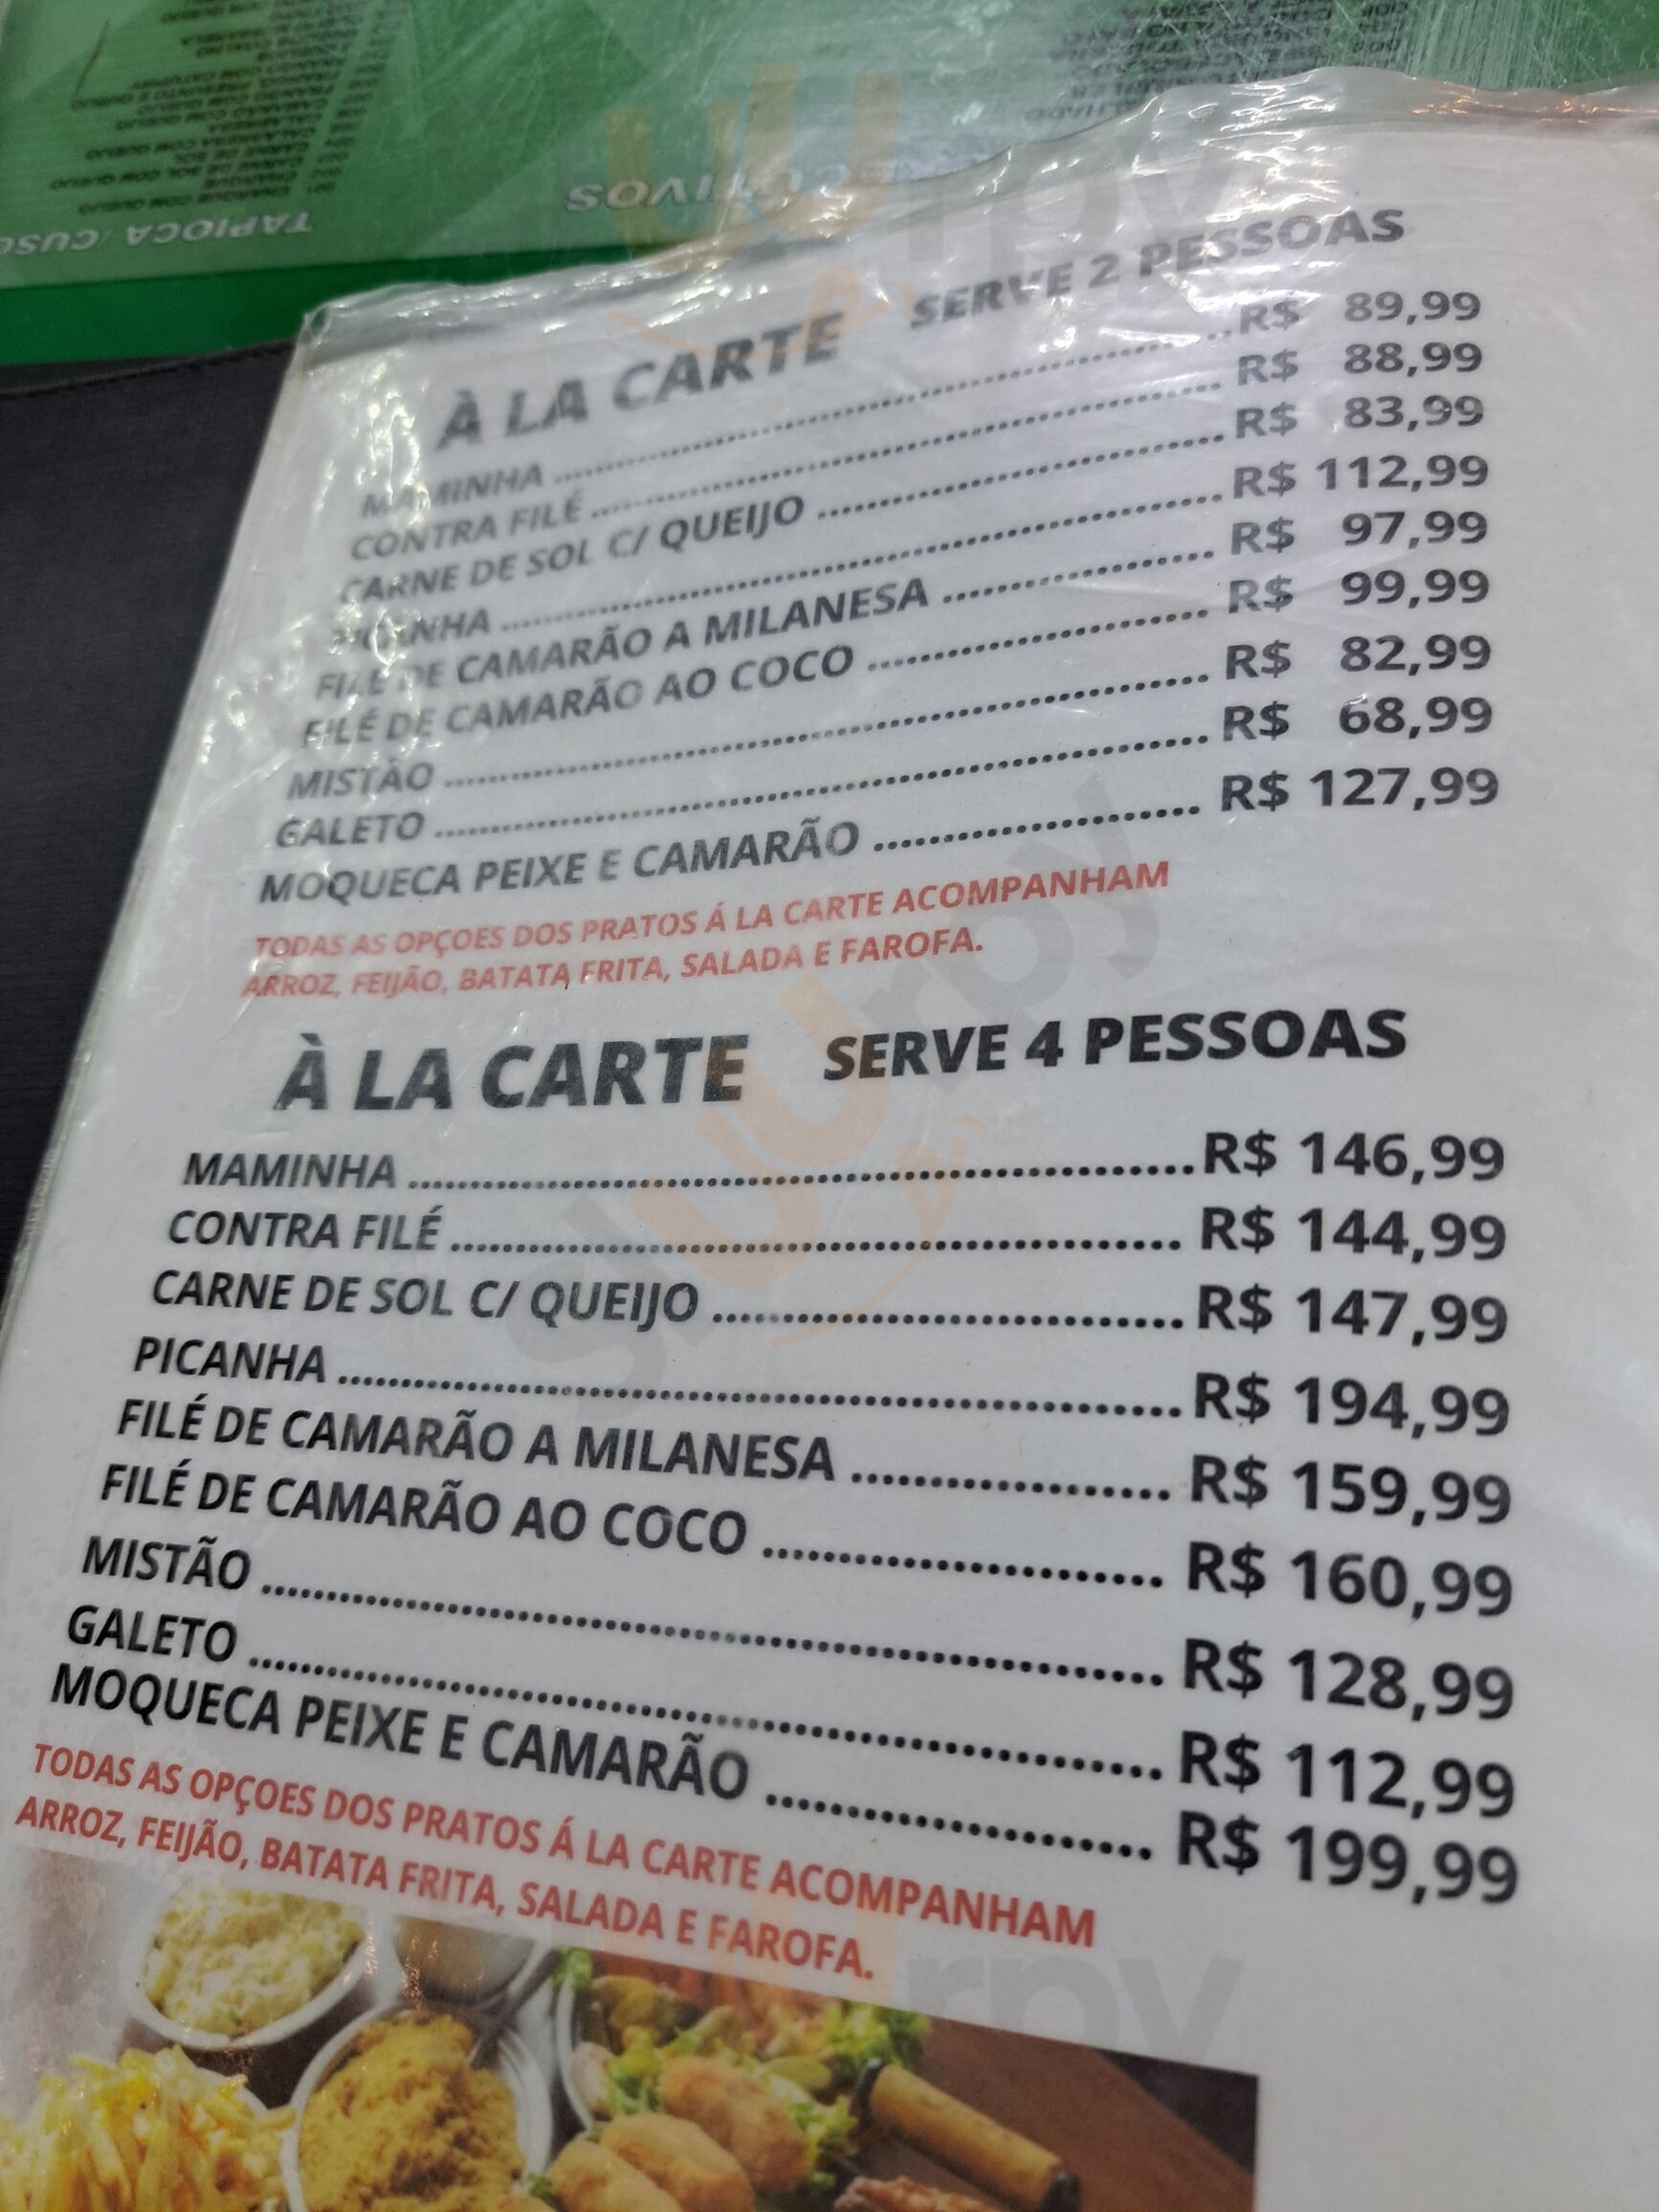 TAPIOCA / CUSC
À LA CARTE SERVE 2 PESSOAS
MAMINHA R$ 89,99
CONTRA FILÉ R$ 88,99
CARNE DE SOL C/ QUEIJO R$ 83,99
PICANHA R$ 112,99
FILÉ DE CAMARÃO A MILANESA R$ 97,99
FILÉ DE CAMARÃO AO COCO R$ 99,99
MISTÃO R$ 82,99
GALETO R$ 68,99
MOQUECA PEIXE E CAMARÃO R$ 127,99
TODAS AS OPÇOES DOS PRATOS Á LA CARTE ACOMPANHAM
ARROZ, FEIJÃO, BATATA FRITA, SALADA E FAROFA.
À LA CARTE SERVE 4 PESSOAS
MAMINHA R$ 146,99
CONTRA FILÉ R$ 144,99
CARNE DE SOL C/ QUEIJO R$ 147,99
PICANHA R$ 194,99
FILÉ DE CAMARÃO A MILANESA R$ 159,99
FILÉ DE CAMARÃO AO COCO R$ 160,99
MISTÃO R$ 128,99
GALETO R$ 112,99
MOQUECA PEIXE E CAMARÃO R$ 199,99
TODAS AS OPÇOES DOS PRATOS Á LA CARTE ACOMPANHAM
ARROZ, FEIJÃO, BATATA FRITA, SALADA E FAROFA.